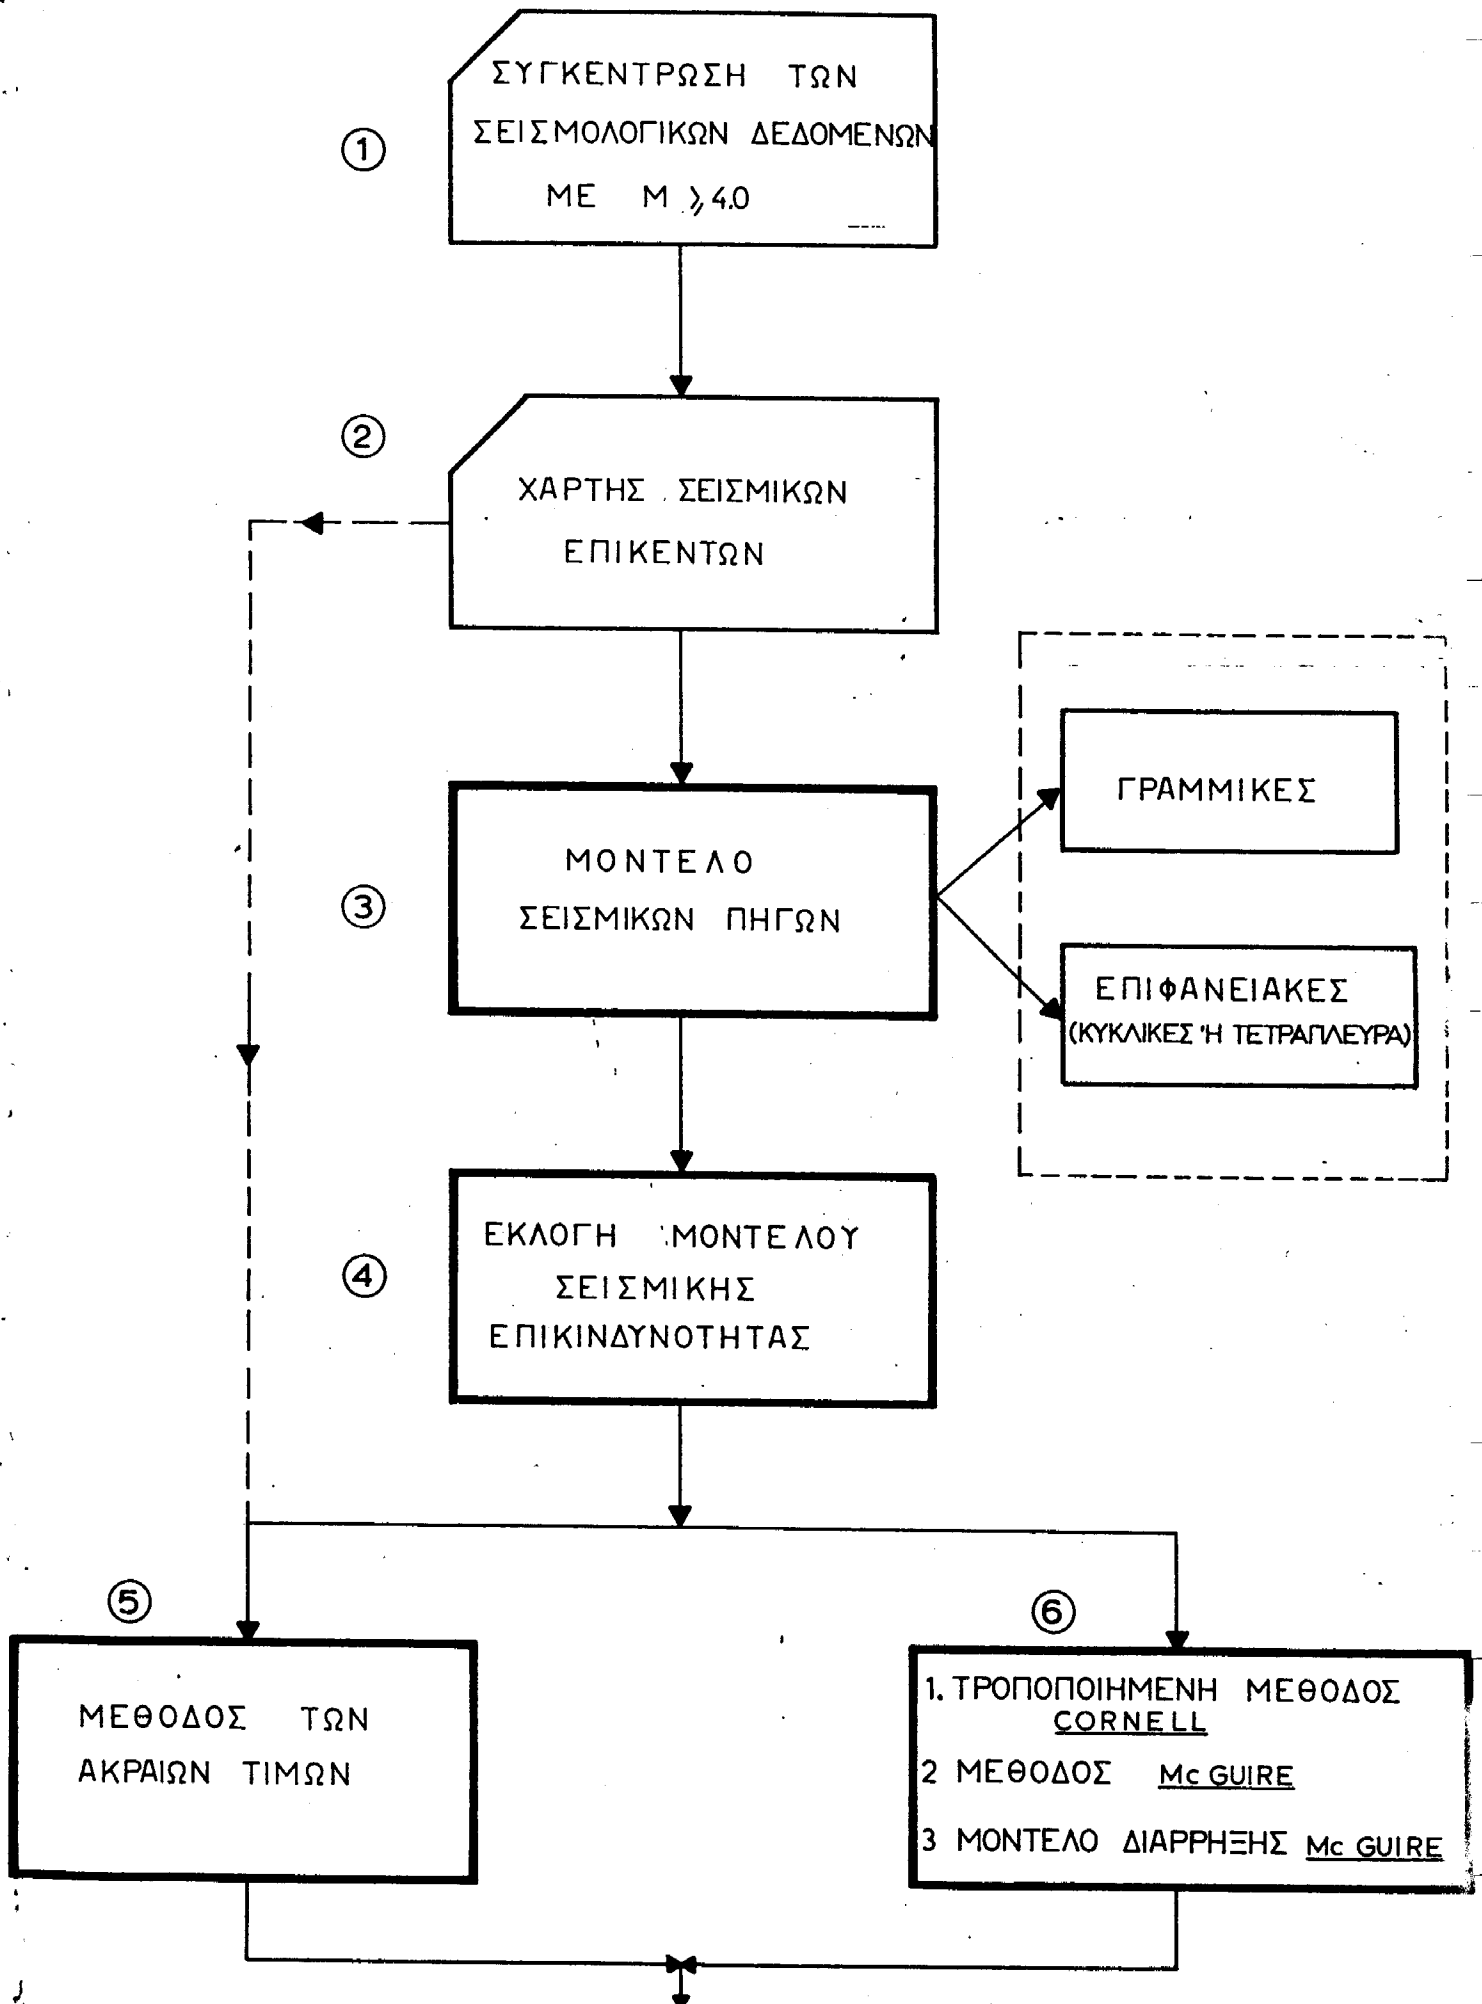 ①
ΣΥΓΚΕΝΤΡΩΣΗ ΤΩΝ
ΣΕΙΣΜΟΛΟΓΙΚΩΝ ΔΕΔΟΜΕΝΩΝ
ΜΕ Μ ⩾ 4.0
②
ΧΑΡΤΗΣ ΣΕΙΣΜΙΚΩΝ
ΕΠΙΚΕΝΤΩΝ
③
ΜΟΝΤΕΛΟ
ΣΕΙΣΜΙΚΩΝ ΠΗΓΩΝ
ΓΡΑΜΜΙΚΕΣ
ΕΠΙΦΑΝΕΙΑΚΕΣ
(ΚΥΚΛΙΚΕΣ Ή ΤΕΤΡΑΠΛΕΥΡΑ)
④
ΕΚΛΟΓΗ ΜΟΝΤΕΛΟΥ
ΣΕΙΣΜΙΚΗΣ
ΕΠΙΚΙΝΔΥΝΟΤΗΤΑΣ
⑤
ΜΕΘΟΔΟΣ ΤΩΝ
ΑΚΡΑΙΩΝ ΤΙΜΩΝ
⑥
1. ΤΡΟΠΟΠΟΙΗΜΕΝΗ ΜΕΘΟΔΟΣ
CORNELL
2 ΜΕΘΟΔΟΣ Mc GUIRE
3 ΜΟΝΤΕΛΟ ΔΙΑΡΡΗΞΗΣ Mc GUIRE